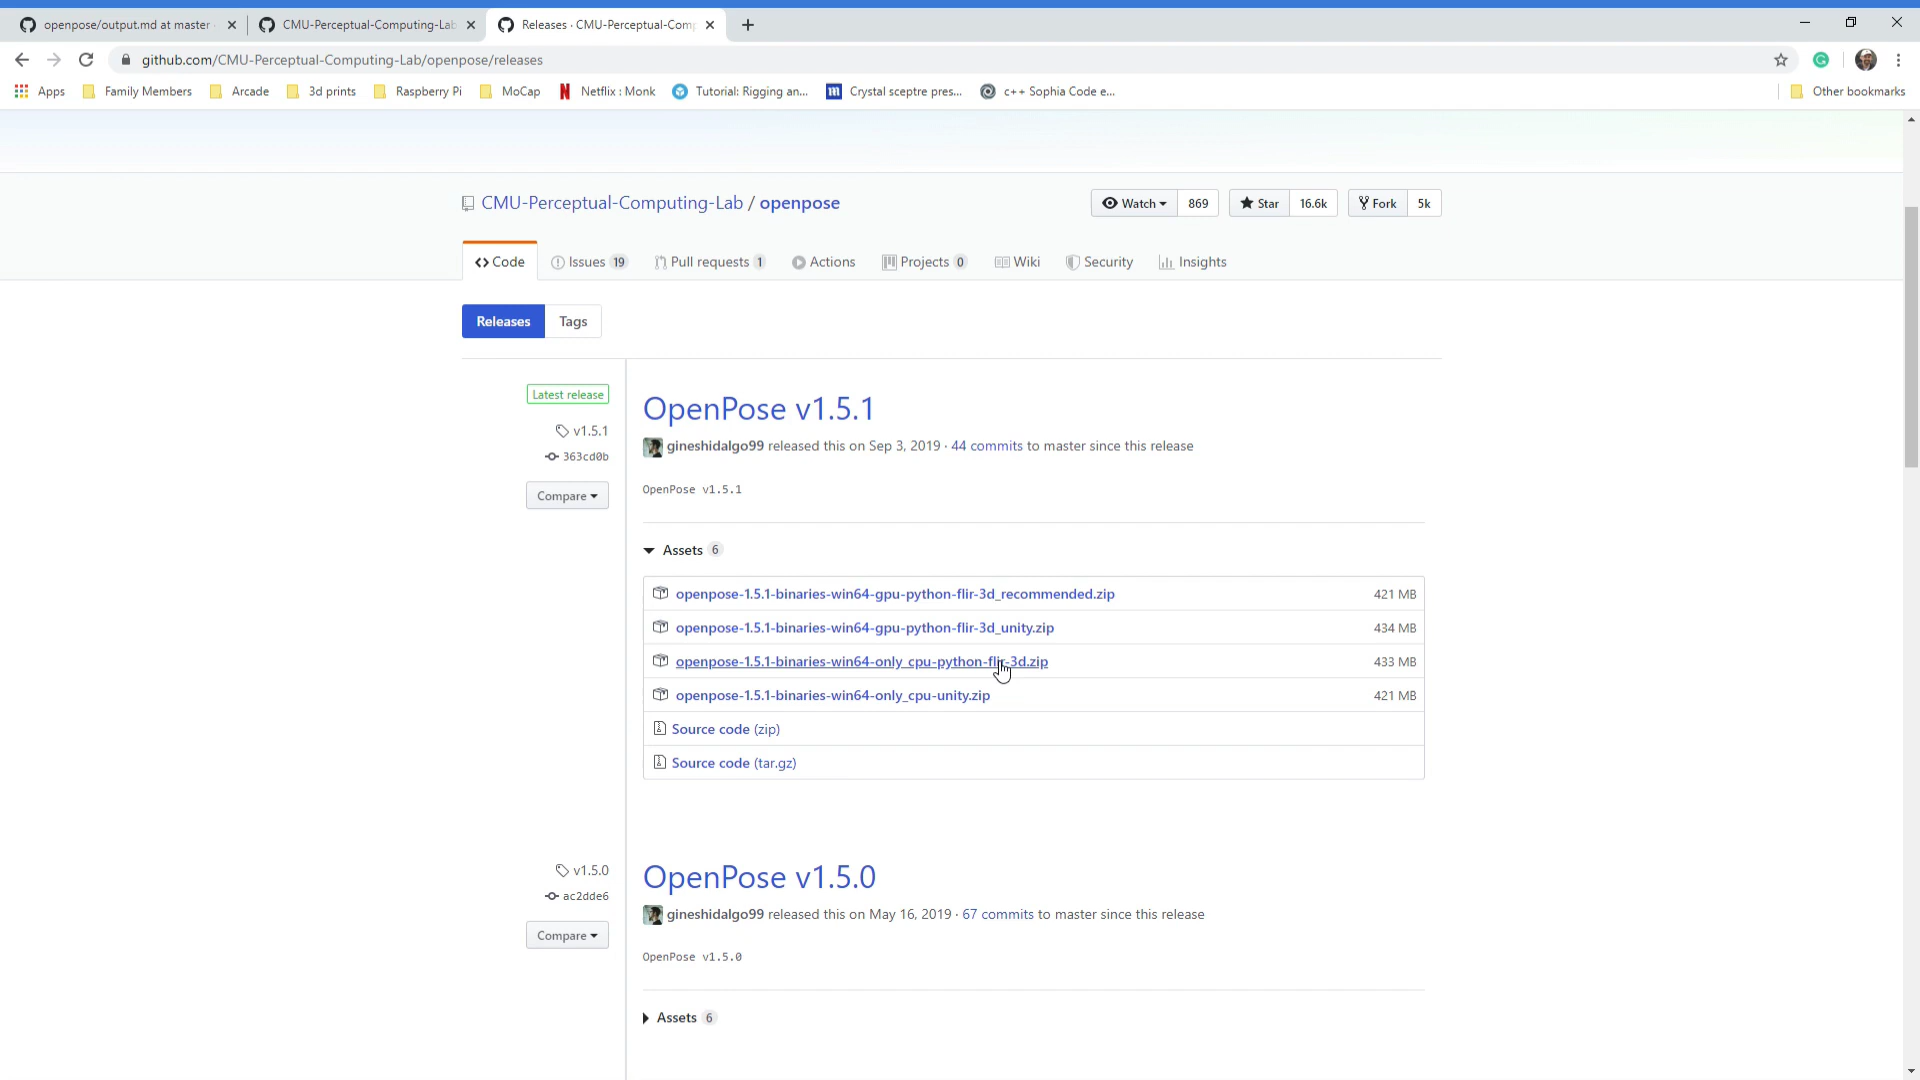 openpose/output.md at master
CMU-Perceptual-Computing-Lab
Releases · CMU-Perceptual-Comp
github.com/CMU-Perceptual-Computing-Lab/openpose/releases
Apps
Family Members
Arcade
3d prints
Raspberry Pi
MoCap
Netflix : Monk
Tutorial: Rigging an...
Crystal sceptre pres...
c++ Sophia Code e...
Other bookmarks
CMU-Perceptual-Computing-Lab / openpose
Watch 869
Star 16.6k
Fork 5k
Code
Issues 19
Pull requests 1
Actions
Projects 0
Wiki
Security
Insights
Releases
Tags
Latest release
v1.5.1
363cd0b
Compare
OpenPose v1.5.1
gineshidalgo99 released this on Sep 3, 2019 · 44 commits to master since this release
OpenPose v1.5.1
Assets 6
openpose-1.5.1-binaries-win64-gpu-python-flir-3d_recommended.zip 421 MB
openpose-1.5.1-binaries-win64-gpu-python-flir-3d_unity.zip 434 MB
openpose-1.5.1-binaries-win64-only_cpu-python-flir-3d.zip 433 MB
openpose-1.5.1-binaries-win64-only_cpu-unity.zip 421 MB
Source code (zip)
Source code (tar.gz)
v1.5.0
ac2dde6
Compare
OpenPose v1.5.0
gineshidalgo99 released this on May 16, 2019 · 67 commits to master since this release
OpenPose v1.5.0
Assets 6